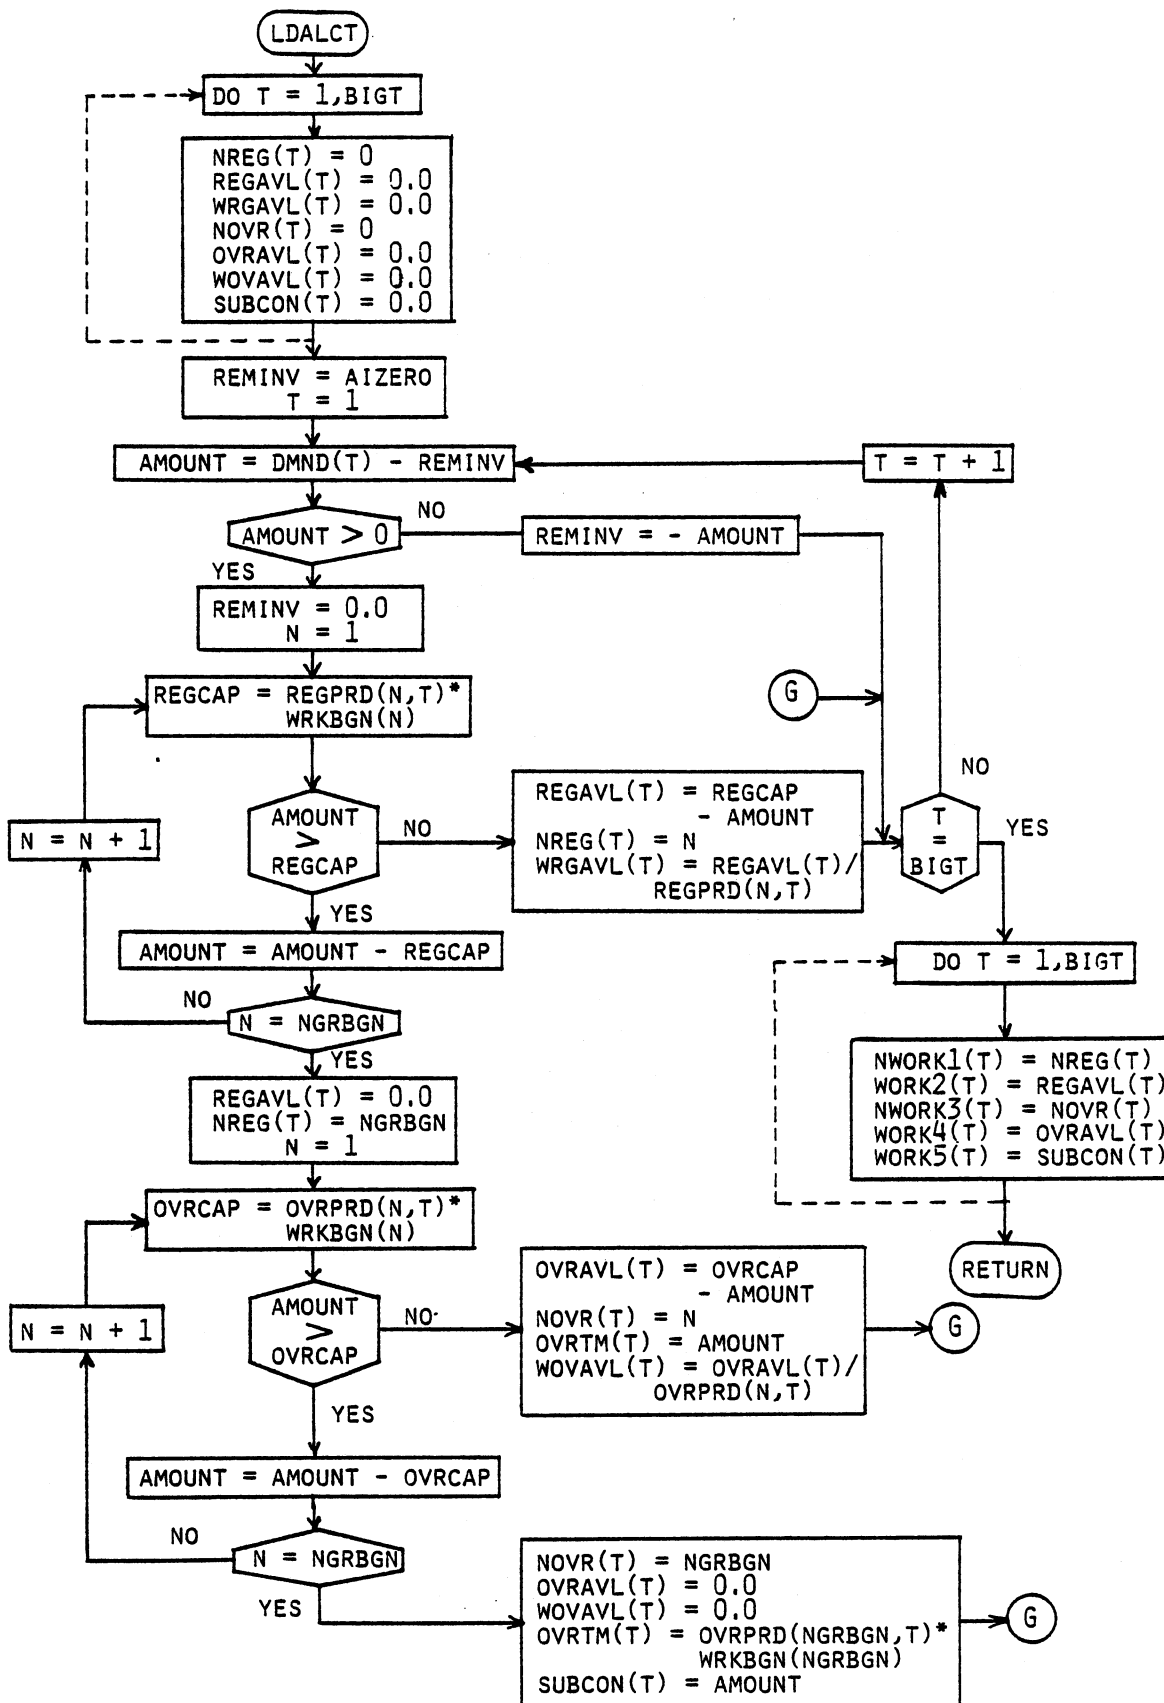 LDALCT
DO T = 1,BIGT
NREG(T) = 0
REGAVL(T) = 0.0
WRGAVL(T) = 0.0
NOVR(T) = 0
OVRAVL(T) = 0.0
WOVAVL(T) = 0.0
SUBCON(T) = 0.0
REMINV = AIZERO
T = 1
AMOUNT = DMND(T) - REMINV
T = T + 1
AMOUNT > 0
NO
REMINV = - AMOUNT
YES
REMINV = 0.0
N = 1
G
REGCAP = REGPRD(N,T)*
WRKBGN(N)
NO
N = N + 1
AMOUNT
>
REGCAP
NO
REGAVL(T) = REGCAP
- AMOUNT
NREG(T) = N
WRGAVL(T) = REGAVL(T)/
REGPRD(N,T)
T
=
BIGT
YES
YES
AMOUNT = AMOUNT - REGCAP
DO T = 1,BIGT
NO
N = NGRBGN
YES
NWORK1(T) = NREG(T)
WORK2(T) = REGAVL(T)
NWORK3(T) = NOVR(T)
WORK4(T) = OVRAVL(T)
WORK5(T) = SUBCON(T)
REGAVL(T) = 0.0
NREG(T) = NGRBGN
N = 1
OVRCAP = OVRPRD(N,T)*
WRKBGN(N)
RETURN
N = N + 1
AMOUNT
>
OVRCAP
NO
OVRAVL(T) = OVRCAP
- AMOUNT
NOVR(T) = N
OVRTM(T) = AMOUNT
WOVAVL(T) = OVRAVL(T)/
OVRPRD(N,T)
G
YES
AMOUNT = AMOUNT - OVRCAP
NO
N = NGRBGN
YES
NOVR(T) = NGRBGN
OVRAVL(T) = 0.0
WOVAVL(T) = 0.0
OVRTM(T) = OVRPRD(NGRBGN,T)*
WRKBGN(NGRBGN)
SUBCON(T) = AMOUNT
G